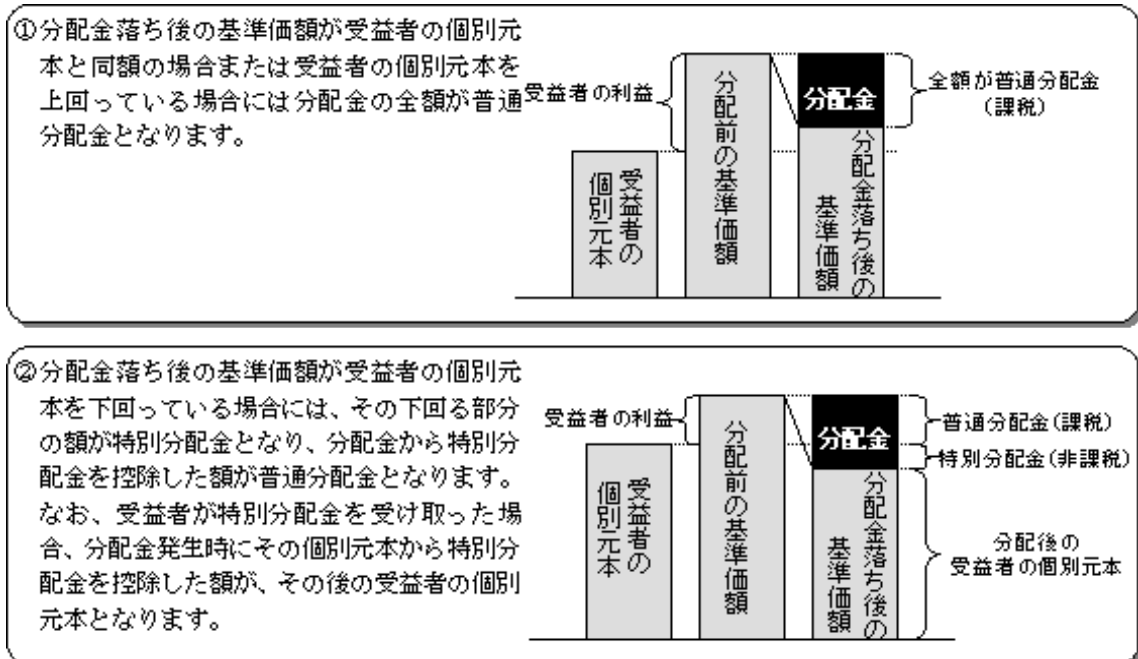 ①分配金落ち後の基準価額が受益者の個別元
本と同額の場合または受益者の個別元本を
上回っている場合には分配金の全額が普通
分配金となります。
受益者の利益
受益者の
個別元本
分配前の基準価額
分配金
分配金落ち後の
基準価額
全額が普通分配金
(課税)
②分配金落ち後の基準価額が受益者の個別元
本を下回っている場合には、その下回る部分
の額が特別分配金となり、分配金から特別分
配金を控除した額が普通分配金となります。
なお、受益者が特別分配金を受け取った場
合、分配金発生時にその個別元本から特別分
配金を控除した額が、その後の受益者の個別
元本となります。
受益者の利益
受益者の
個別元本
分配前の基準価額
分配金
分配金落ち後の
基準価額
普通分配金(課税)
特別分配金(非課税)
分配後の
受益者の個別元本